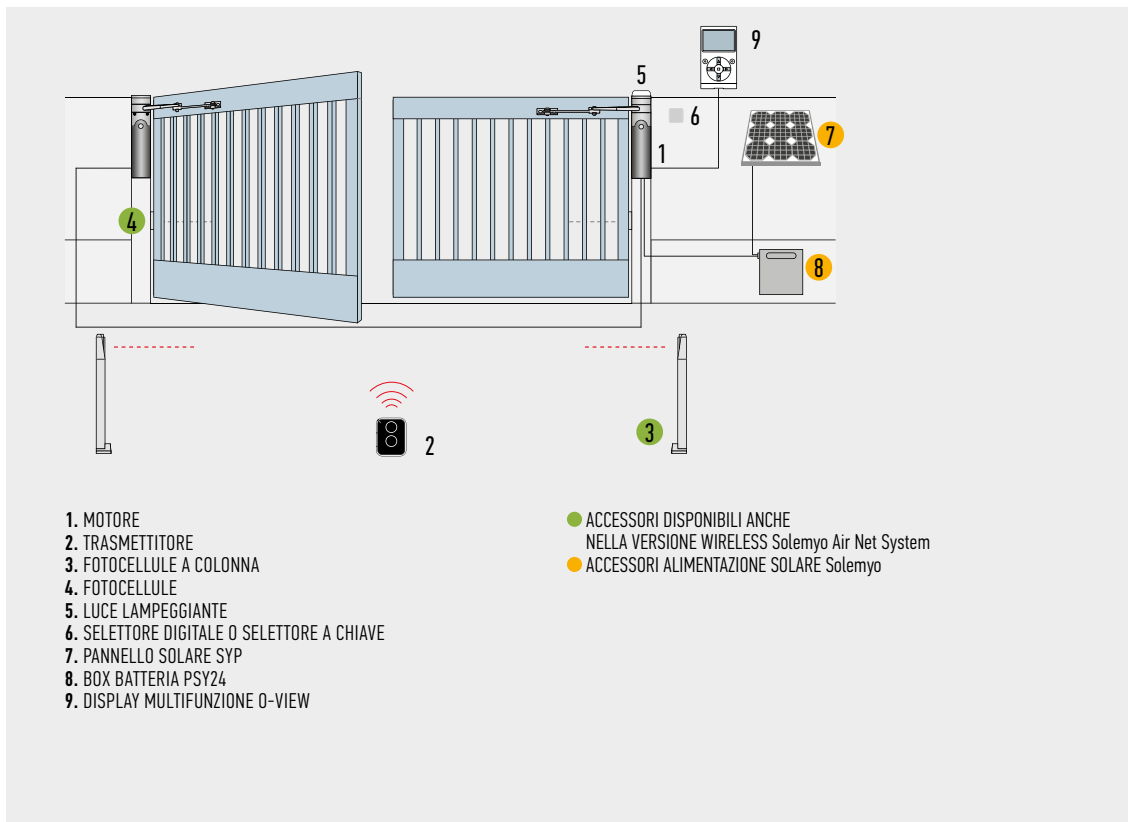 9
5
6
7
1
4
8
3
2
1. MOTORE
2. TRASMETTITORE
3. FOTOCELLULE A COLONNA
4. FOTOCELLULE
5. LUCE LAMPEGGIANTE
6. SELETTORE DIGITALE O SELETTORE A CHIAVE
7. PANNELLO SOLARE SYP
8. BOX BATTERIA PSY24
9. DISPLAY MULTIFUNZIONE O-VIEW
ACCESSORI DISPONIBILI ANCHE
NELLA VERSIONE WIRELESS Solemyo Air Net System
ACCESSORI ALIMENTAZIONE SOLARE Solemyo